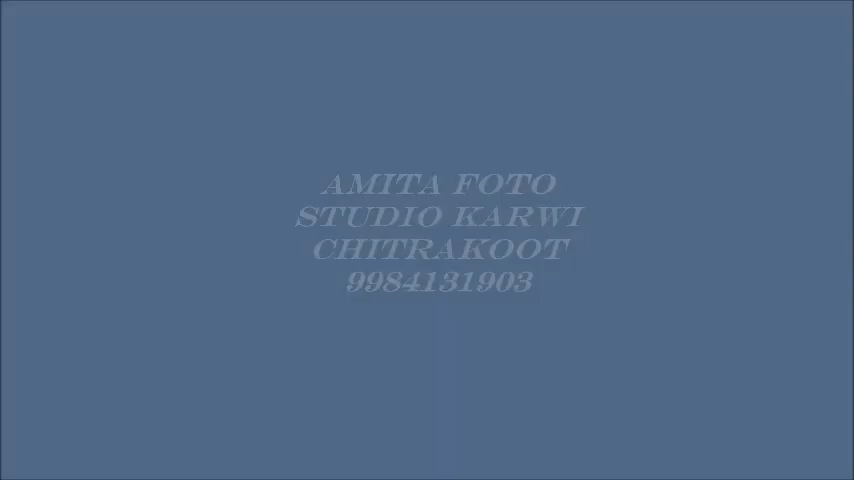 AMITA FOTO
STUDIO KARWI
CHITRAKOOT
9984131903